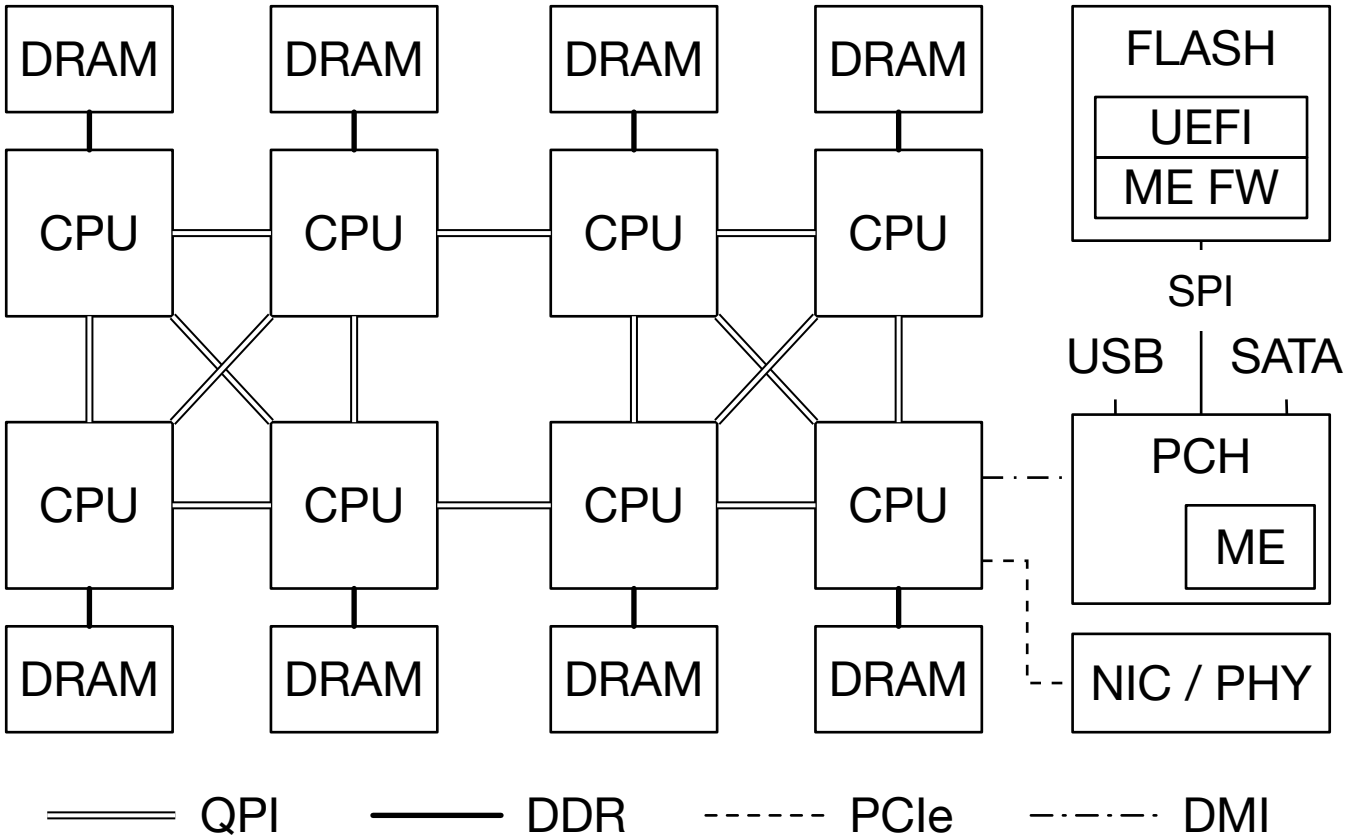 DRAM DRAM DRAM DRAM FLASH
UEFI
ME FW
CPU CPU CPU CPU
SPI
USB SATA
PCH
CPU CPU CPU CPU
ME
DRAM DRAM DRAM DRAM NIC / PHY
QPI DDR PCIe DMI